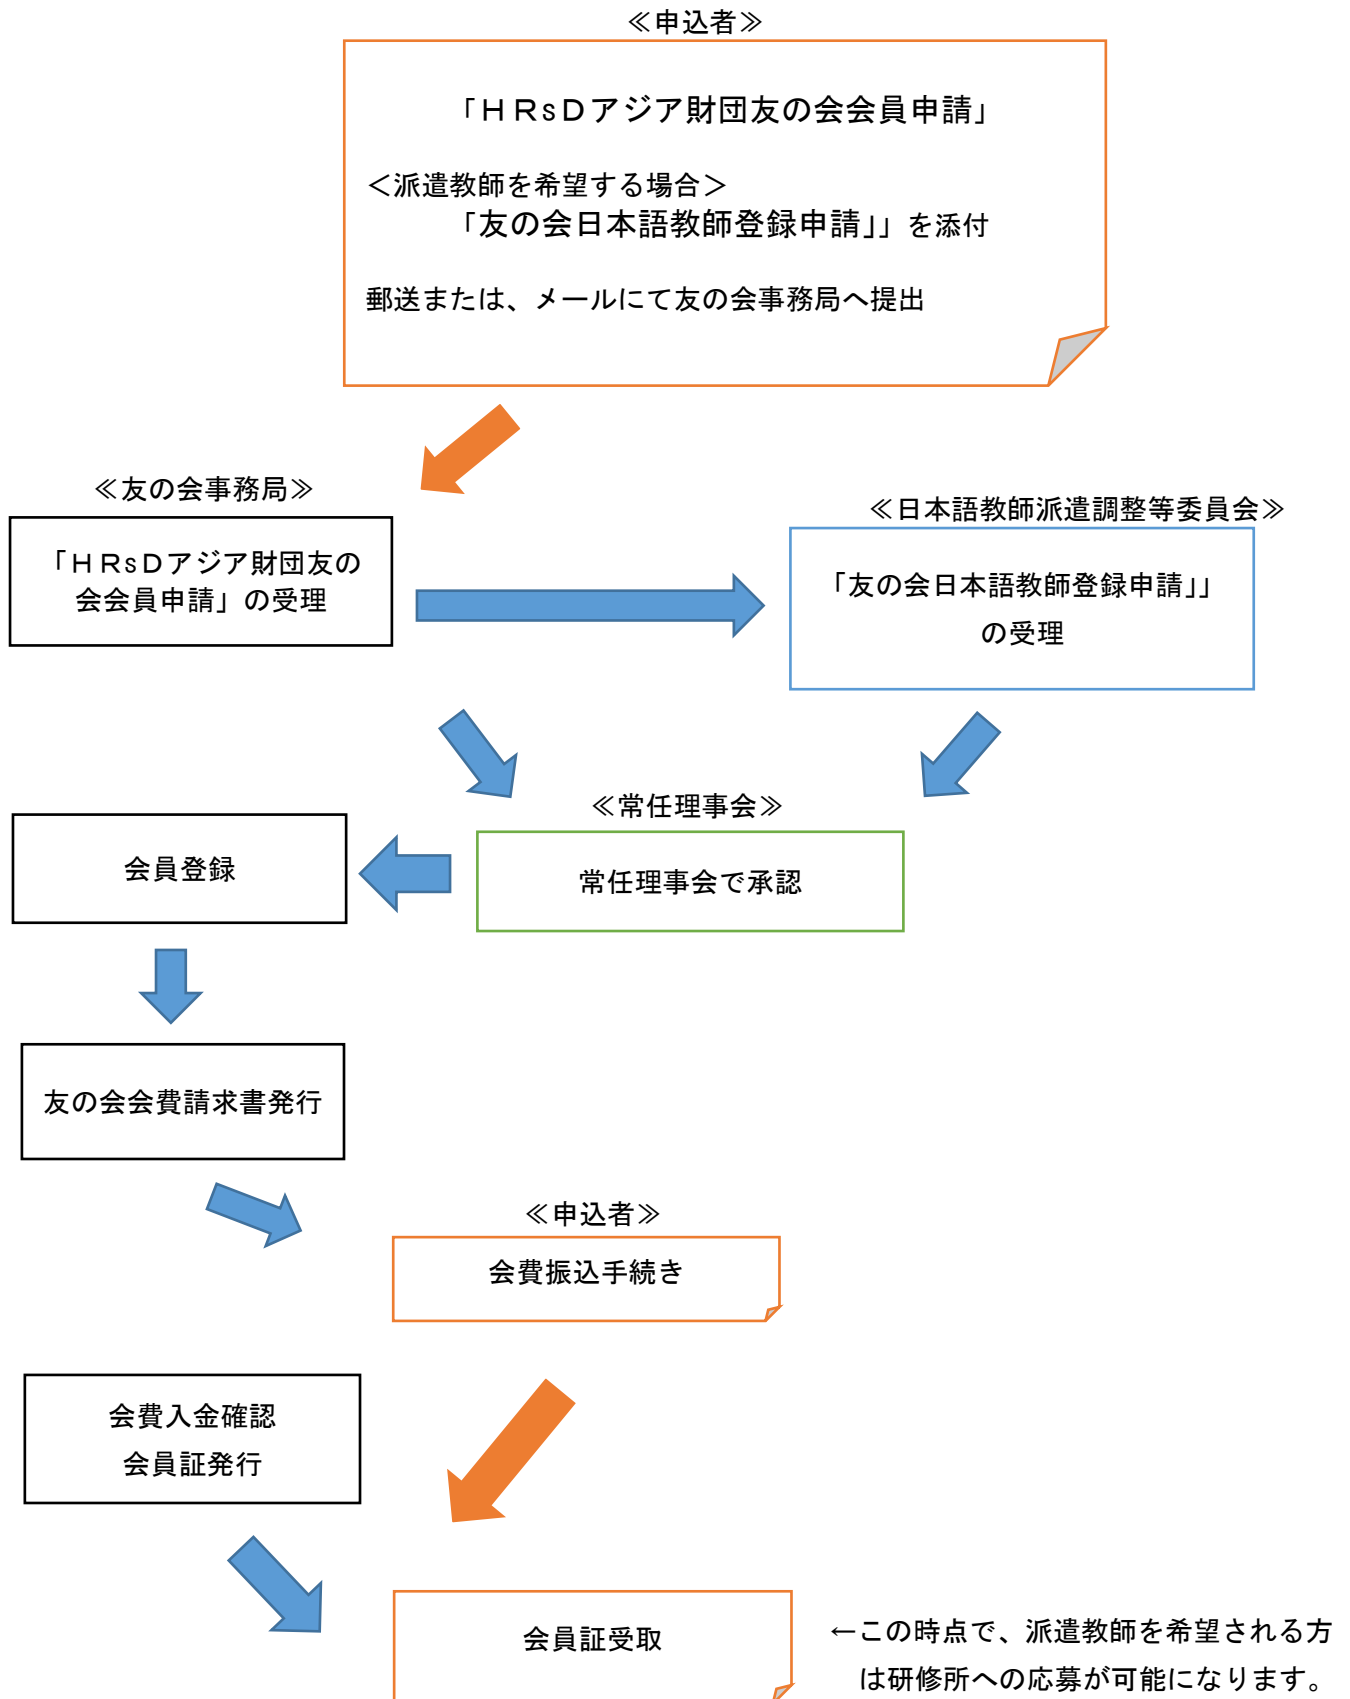 ≪申込者≫
「ＨＲsＤアジア財団友の会会員申請」
＜派遣教師を希望する場合＞
「友の会日本語教師登録申請」」を添付
郵送または、メールにて友の会事務局へ提出
≪友の会事務局≫
「ＨＲsＤアジア財団友の
会会員申請」の受理
≪日本語教師派遣調整等委員会≫
「友の会日本語教師登録申請」」
の受理
≪常任理事会≫
常任理事会で承認
会員登録
友の会会費請求書発行
≪申込者≫
会費振込手続き
会費入金確認
会員証発行
会員証受取
←この時点で、派遣教師を希望される方
は研修所への応募が可能になります。